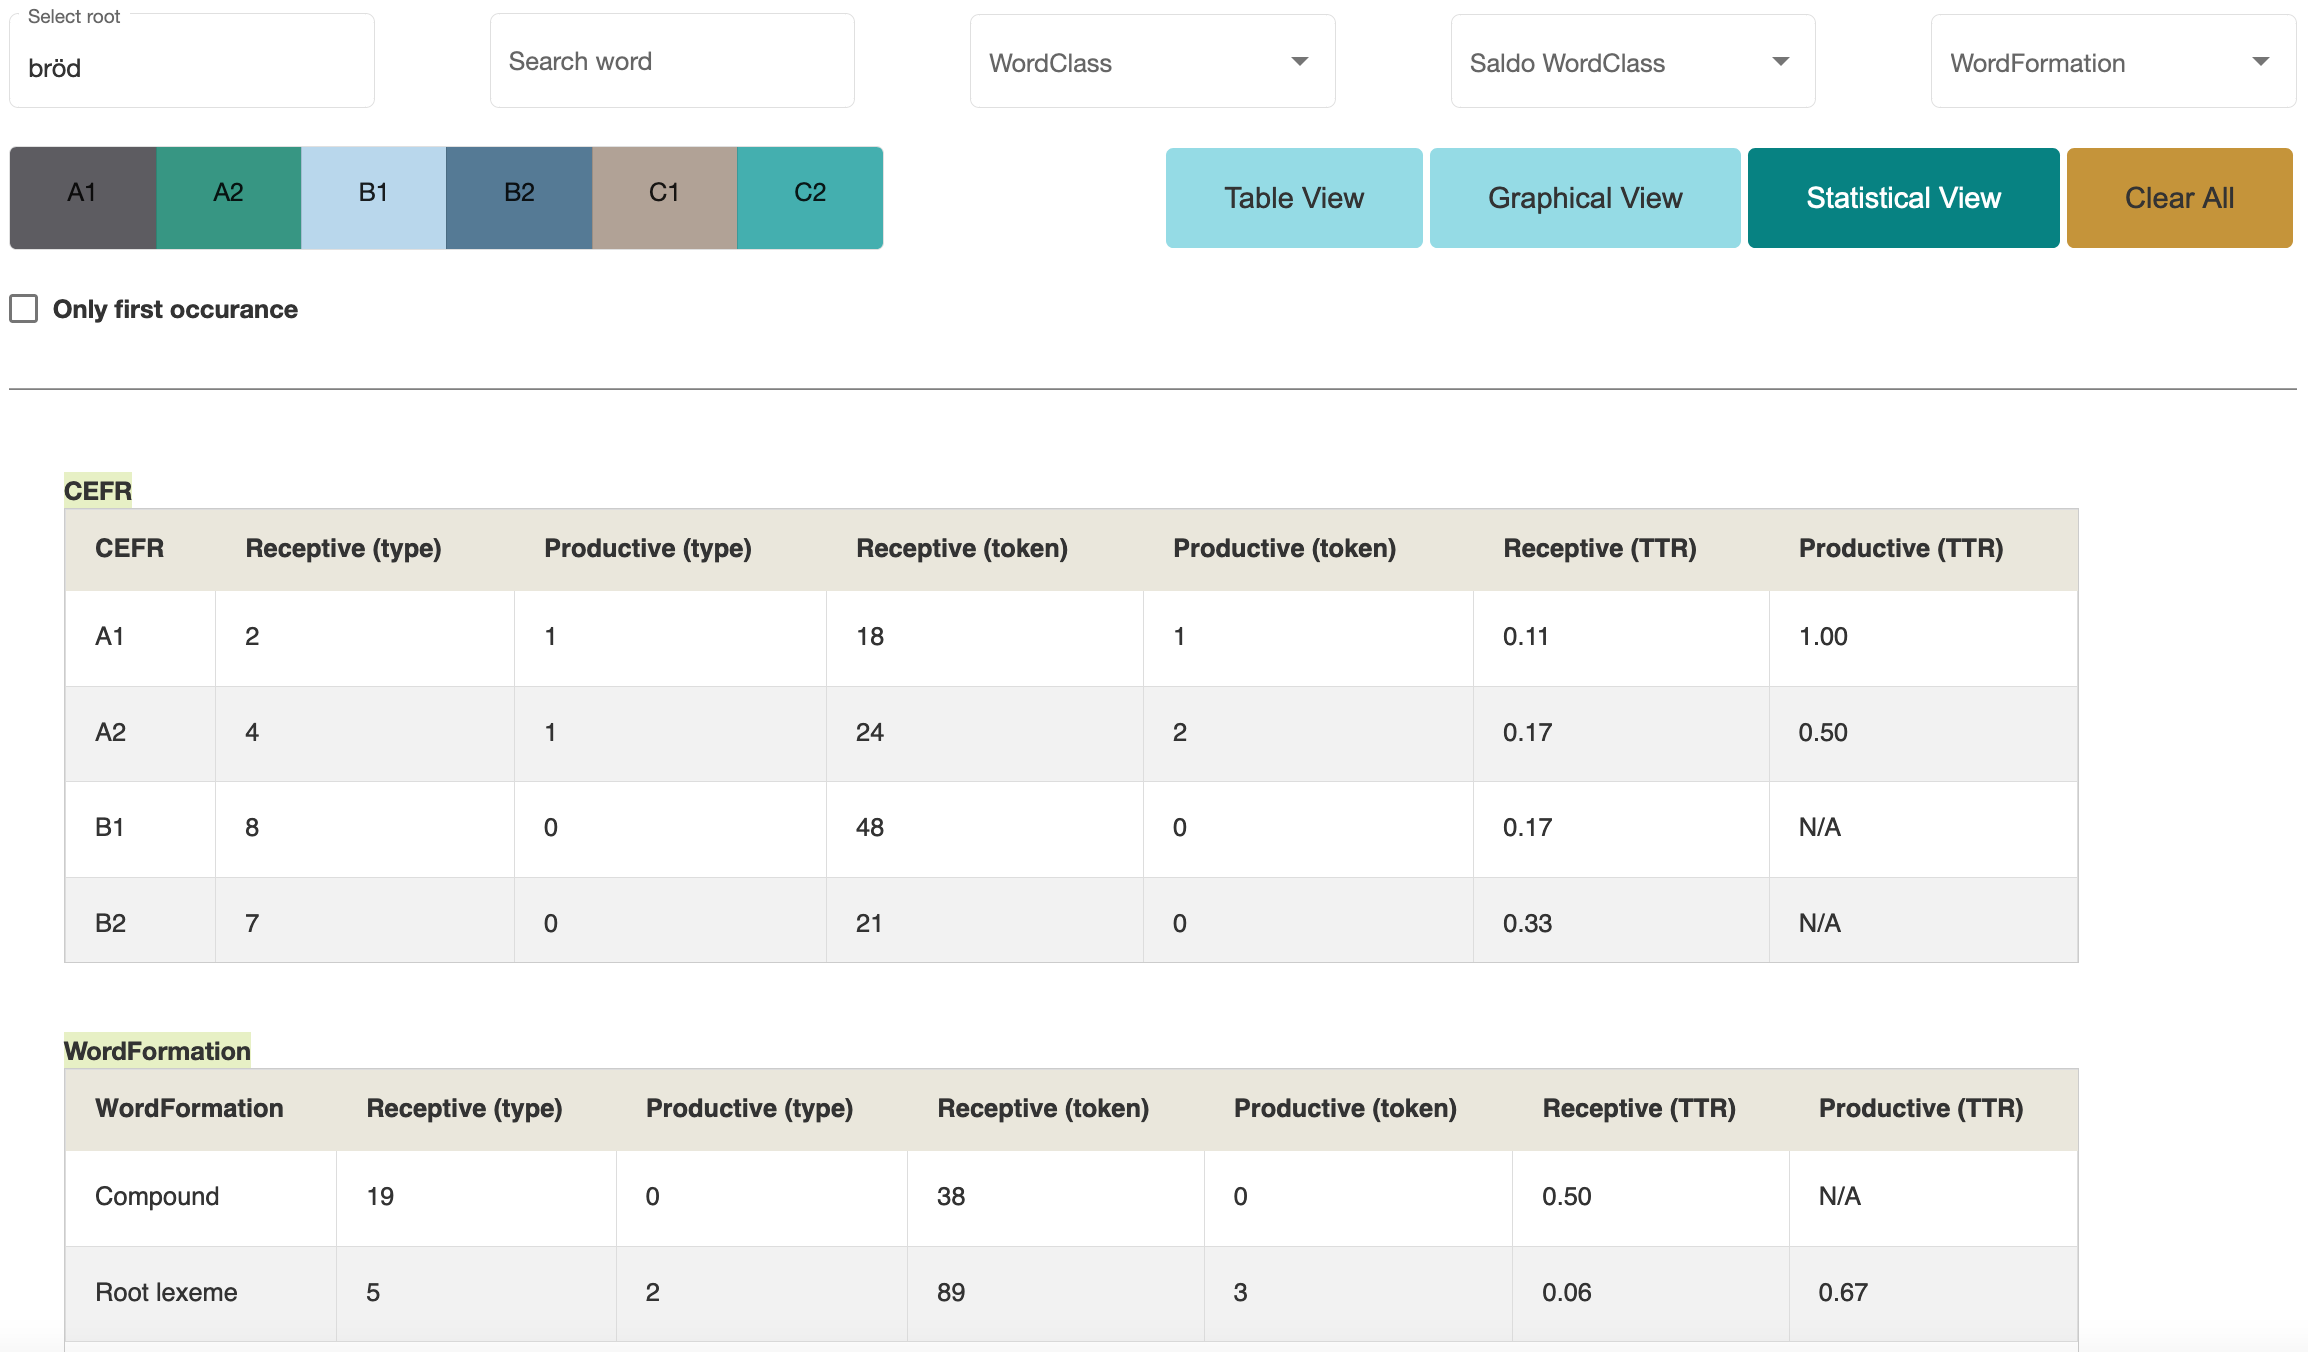 Select root
bröd
Search word
WordClass
Saldo WordClass
WordFormation
A1 A2 B1 B2 C1 C2
Table View Graphical View Statistical View Clear All
Only first occurance
CEFR
CEFR Receptive (type) Productive (type) Receptive (token) Productive (token) Receptive (TTR) Productive (TTR)
A1 2 1 18 1 0.11 1.00
A2 4 1 24 2 0.17 0.50
B1 8 0 48 0 0.17 N/A
B2 7 0 21 0 0.33 N/A
WordFormation
WordFormation Receptive (type) Productive (type) Receptive (token) Productive (token) Receptive (TTR) Productive (TTR)
Compound 19 0 38 0 0.50 N/A
Root lexeme 5 2 89 3 0.06 0.67